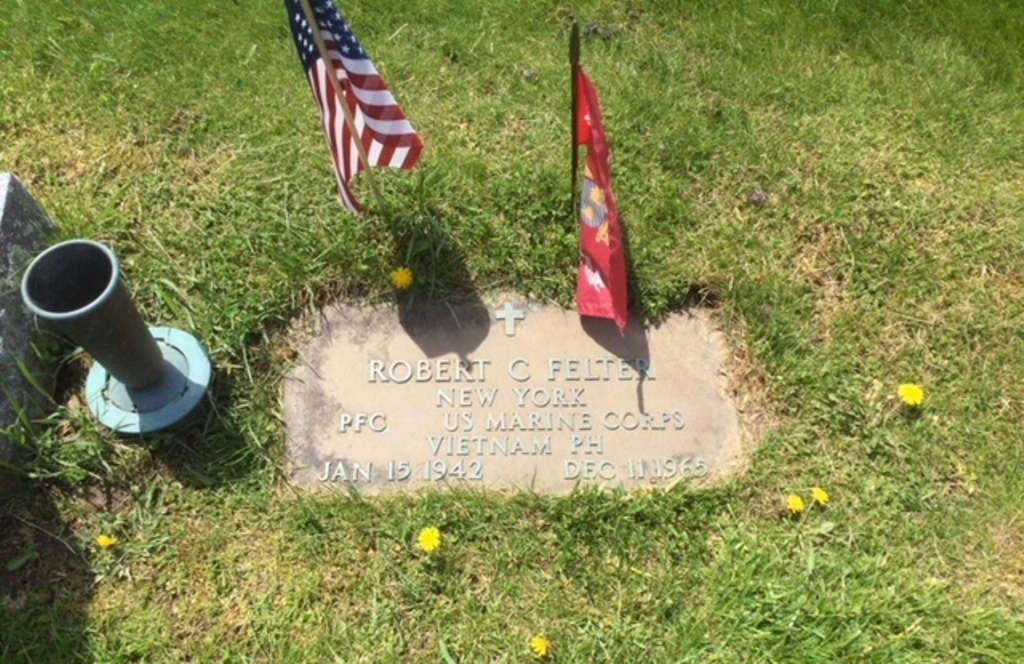 ROBERT C FELTER
NEW YORK
PFC US MARINE CORPS
VIETNAM PH
JAN 15 1942 DEC 11 1965